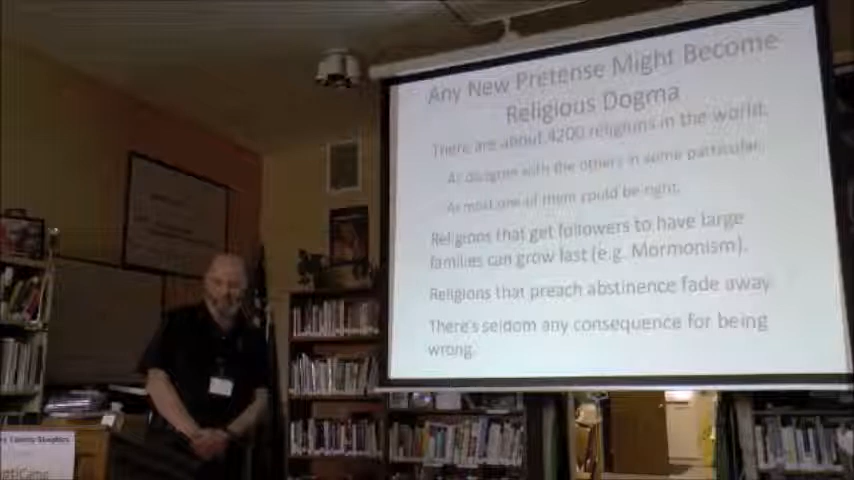 Any New Pretense Might Become
Religious Dogma
There are about 4200 religions in the world.
All disagree with the others in some particular.
At most one of them could be right.
Religions that get followers to have large
families can grow fast (e.g. Mormonism).
Religions that preach abstinence fade away
There's seldom any consequence for being
wrong.